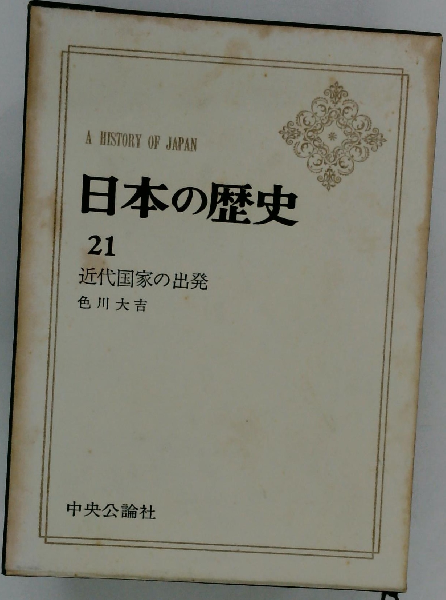 A HISTORY OF JAPAN
日本の歴史
21
近代国家の出発
色川大吉
中央公論社